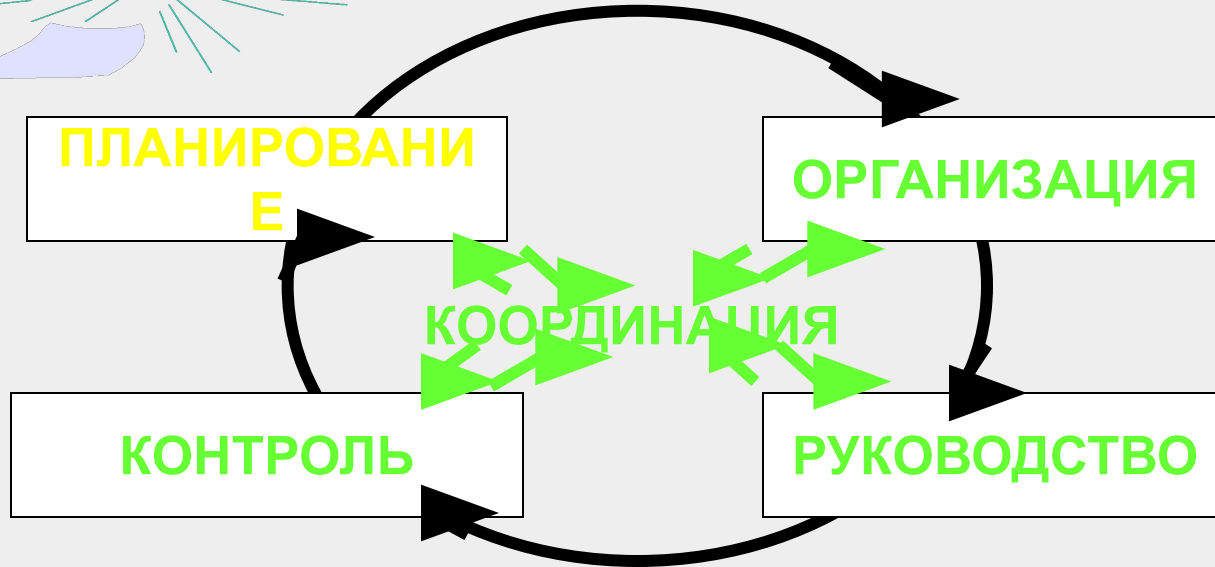 ПЛАНИРОВАНИ
Е
ОРГАНИЗАЦИЯ
КООРДИНАЦИЯ
КОНТРОЛЬ
РУКОВОДСТВО